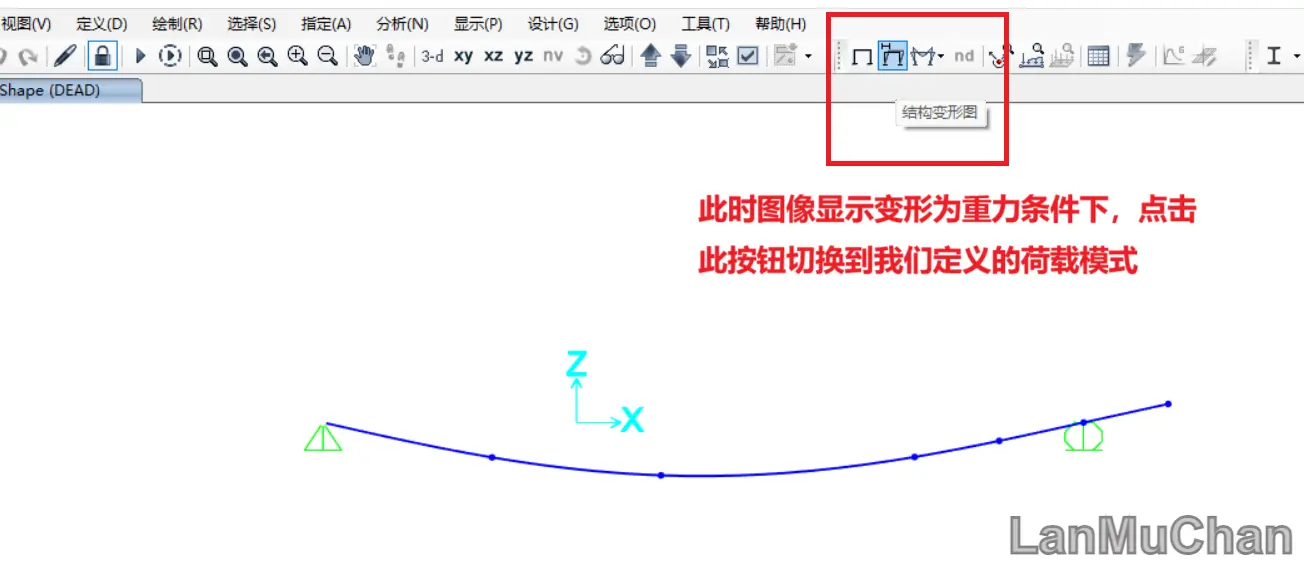 视图(V) 定义(D) 绘制(R) 选择(S) 指定(A) 分析(N) 显示(P) 设计(G) 选项(O) 工具(T) 帮助(H)
3-d xy xz yz nv nd
Shape (DEAD)
结构变形图
此时图像显示变形为重力条件下，点击
此按钮切换到我们定义的荷载模式
Z
X
LanMuChan